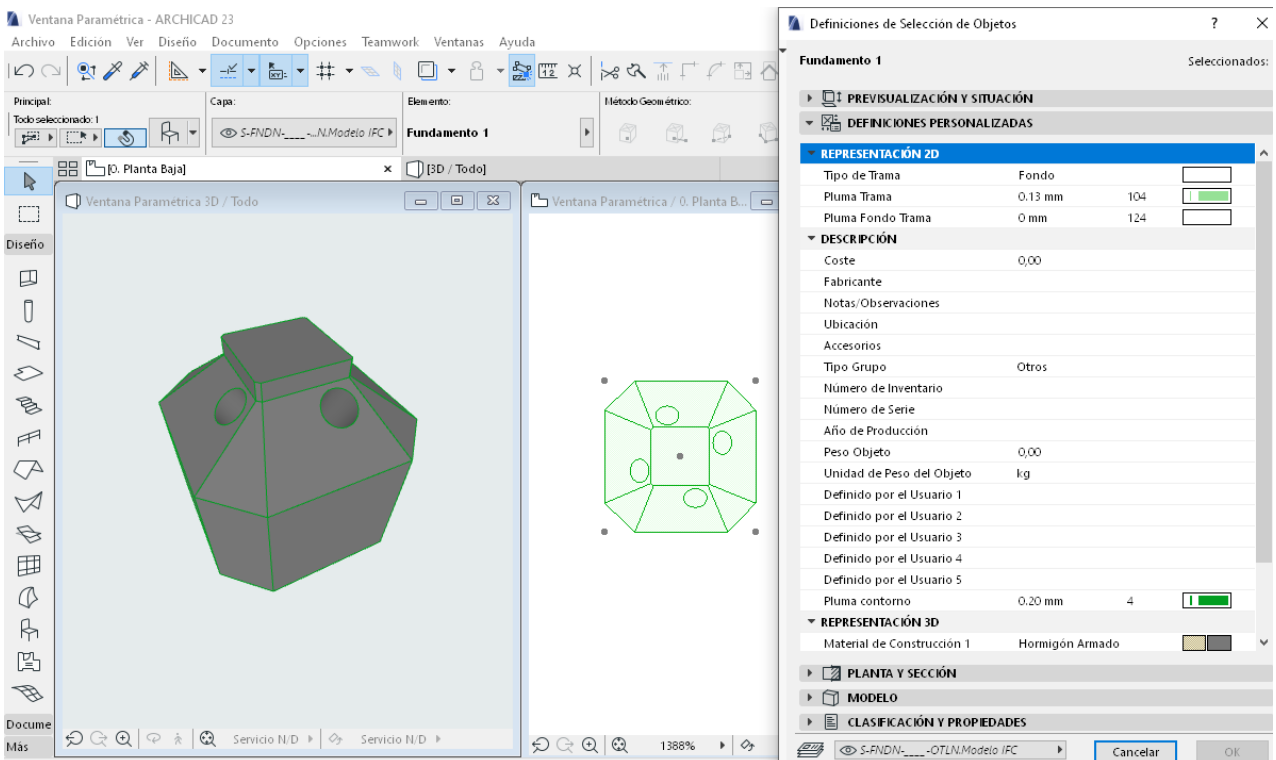 Ventana Paramétrica - ARCHICAD 23
Archivo Edición Ver Diseño Documento Opciones Teamwork Ventanas Ayuda
Principal:
Todo seleccionado: 1
Capa:
S-FNDN-____-...N.Modelo IFC
Elemento:
Fundamento 1
Método Geométrico:
[0. Planta Baja]
[3D / Todo]
Diseño
Docume
Más
Ventana Paramétrica 3D / Todo
Servicio N/D
Servicio N/D
Ventana Paramétrica / 0. Planta B...
1388%
Definiciones de Selección de Objetos
Fundamento 1
Seleccionados:
PREVISUALIZACIÓN Y SITUACIÓN
DEFINICIONES PERSONALIZADAS
REPRESENTACIÓN 2D
Tipo de Trama Fondo
Pluma Trama 0.13 mm 104
Pluma Fondo Trama 0 mm 124
DESCRIPCIÓN
Coste 0,00
Fabricante
Notas/Observaciones
Ubicación
Accesorios
Tipo Grupo Otros
Número de Inventario
Número de Serie
Año de Producción
Peso Objeto 0,00
Unidad de Peso del Objeto kg
Definido por el Usuario 1
Definido por el Usuario 2
Definido por el Usuario 3
Definido por el Usuario 4
Definido por el Usuario 5
Pluma contorno 0.20 mm 4
REPRESENTACIÓN 3D
Material de Construcción 1 Hormigón Armado
PLANTA Y SECCIÓN
MODELO
CLASIFICACIÓN Y PROPIEDADES
S-FNDN-____-OTLN.Modelo IFC
Cancelar
OK